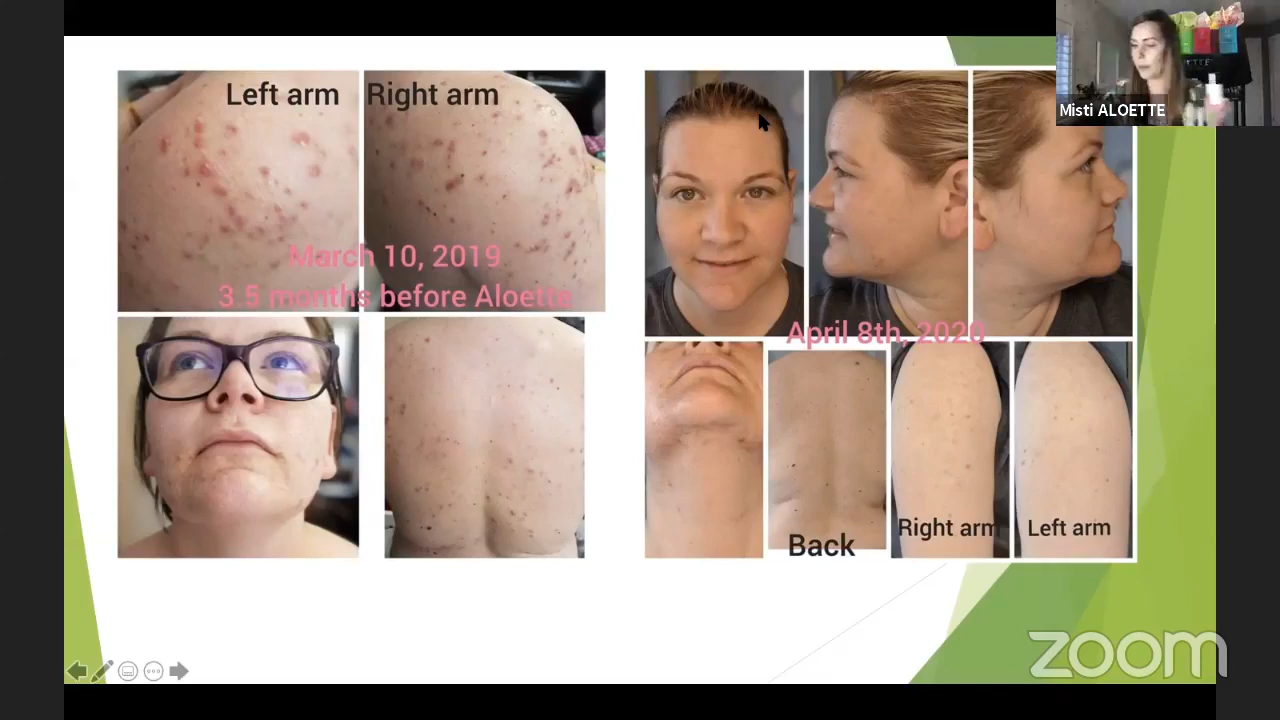 Left arm
Right arm
March 10, 2019
3.5 months before Aloette
April 8th, 2020
Back
Right arm
Left arm
Misti ALOETTE
zoom